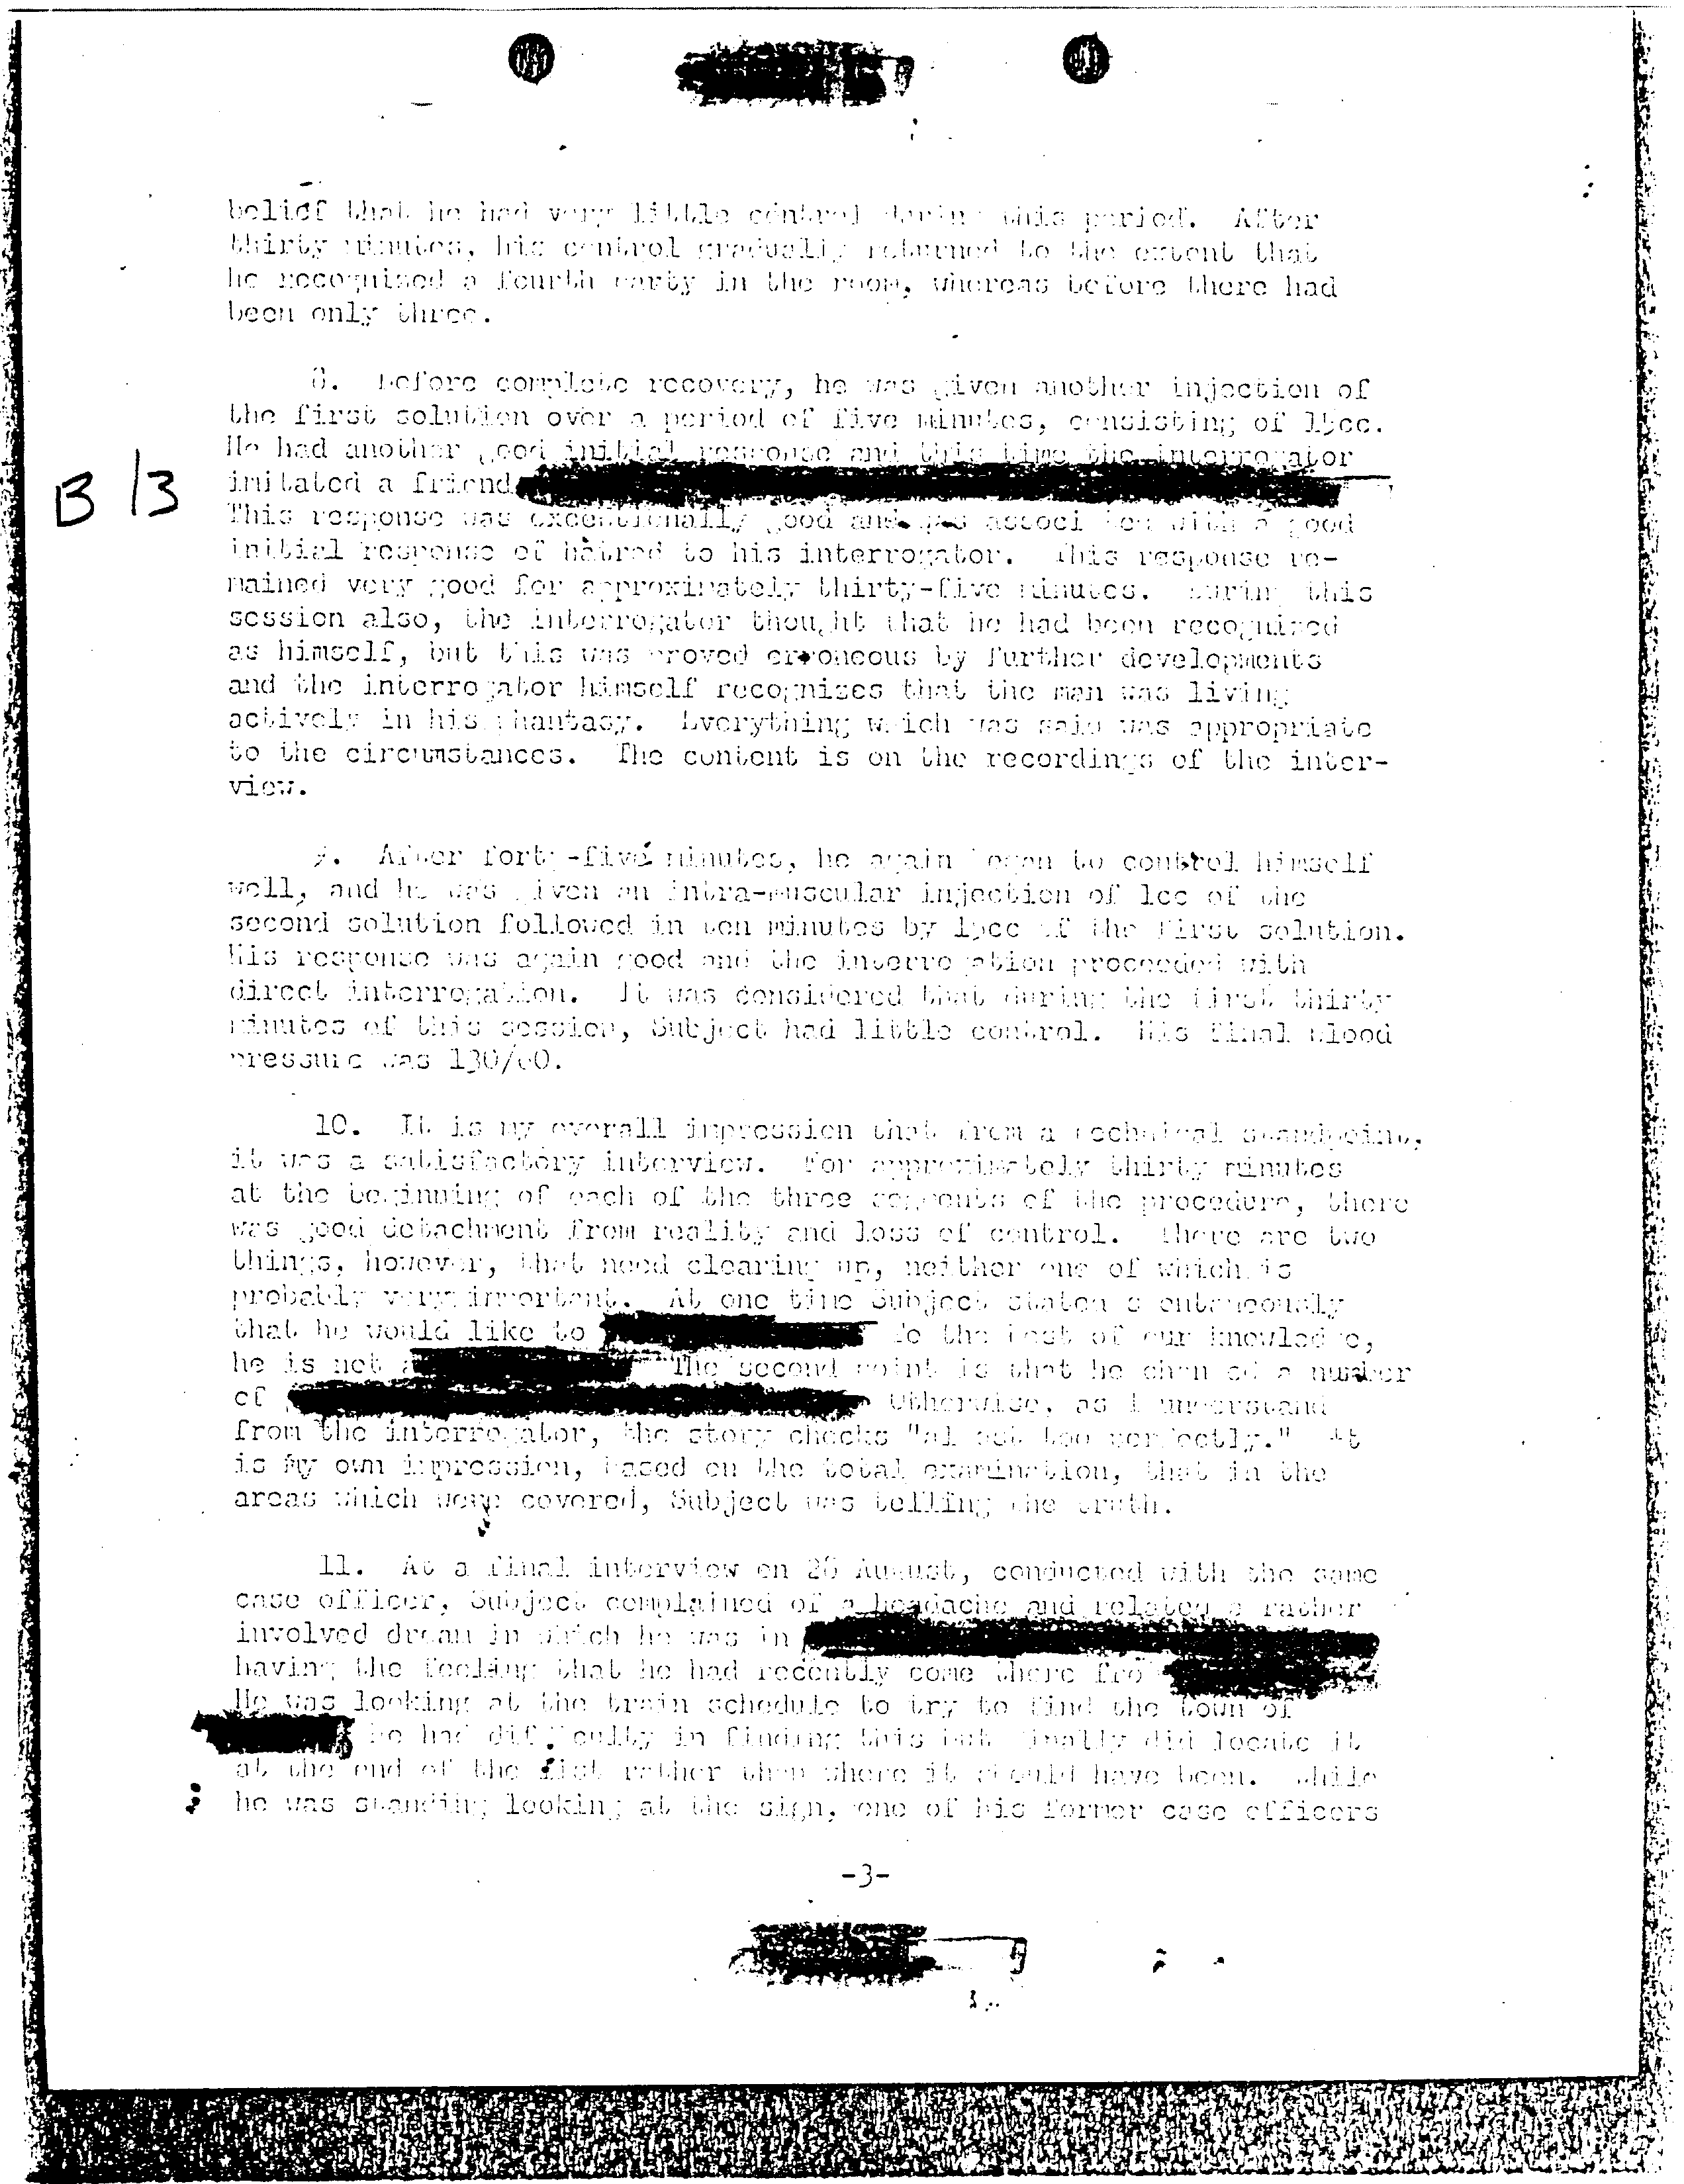 belief that he had very little control during this period. After
thirty minutes, his control gradually returned to the extent that
he recognized a fourth party in the room, whereas before there had
been only three.
8. Before complete recovery, he was given another injection of
the first solution over a period of five minutes, consisting of 15cc.
He had another good initial response and this time the interrogator
imitated a friend
This response was exceptionally good and was associated with a good
initial response of hatred to his interrogator. This response re-
mained very good for approximately thirty-five minutes. During this
session also, the interrogator thought that he had been recognized
as himself, but this was proved erroneous by further developments
and the interrogator himself recognizes that the man was living
actively in his phantasy. Everything which was said was appropriate
to the circumstances. The content is on the recordings of the inter-
view.
B 13
9. After forty-five minutes, he again began to control himself
well, and he was given an intra-muscular injection of 1cc of the
second solution followed in ten minutes by 15cc of the first solution.
His response was again good and the interrogation proceeded with
direct interrogation. It was considered that during the first thirty
minutes of this session, Subject had little control. His final blood
pressure was
10. It is my overall impression that from a technical standpoint,
it was a satisfactory interview. For approximately thirty minutes
at the beginning of each of the three segments of the procedure, there
was good detachment from reality and loss of control. There are two
things, however, that need clearing up, neither one of which is
probably very important. At one time Subject states spontaneously
that he would like to To the best of our knowledge,
he is not a The second point is that he changed a number
of Otherwise, as I understand
from the interrogator, the story checks "almost too perfectly." It
is my own impression, based on the total examination, that in the
areas which were covered, Subject was telling the truth.
11. At a final interview on 28 August, conducted with the same
case officer, Subject complained of a headache and related a rather
involved dream in which he was in
having the feeling that he had recently come there from
He was looking at the train schedule to try to find the town of
he had difficulty in finding this but finally did locate it
at the end of the list rather than where it should have been. While
he was standing looking at the sign, one of his former case officers
-3-